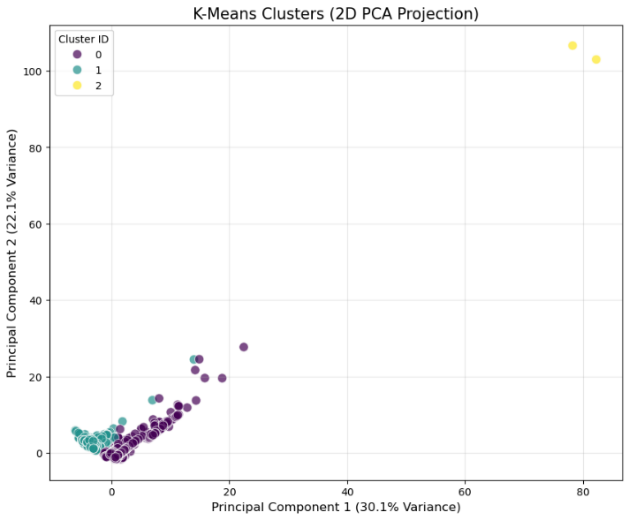 K-Means Clusters (2D PCA Projection)
Cluster ID
0
1
2
100
80
60
40
20
0
Principal Component 2 (22.1% Variance)
0 20 40 60 80
Principal Component 1 (30.1% Variance)